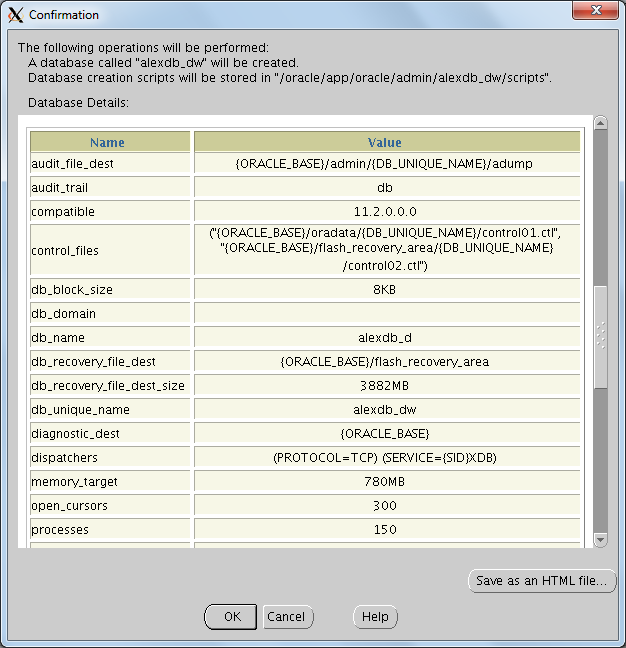 Confirmation
The following operations will be performed:
A database called "alexdb_dw" will be created.
Database creation scripts will be stored in "/oracle/app/oracle/admin/alexdb_dw/scripts".
Database Details:
Name Value
audit_file_dest {ORACLE_BASE}/admin/{DB_UNIQUE_NAME}/adump
audit_trail db
compatible 11.2.0.0.0
control_files ("{ORACLE_BASE}/oradata/{DB_UNIQUE_NAME}/control01.ctl",
"{ORACLE_BASE}/flash_recovery_area/{DB_UNIQUE_NAME}
/control02.ctl")
db_block_size 8KB
db_domain
db_name alexdb_d
db_recovery_file_dest {ORACLE_BASE}/flash_recovery_area
db_recovery_file_dest_size 3882MB
db_unique_name alexdb_dw
diagnostic_dest {ORACLE_BASE}
dispatchers (PROTOCOL=TCP) (SERVICE={SID}XDB)
memory_target 780MB
open_cursors 300
processes 150
Save as an HTML file...
OK Cancel Help